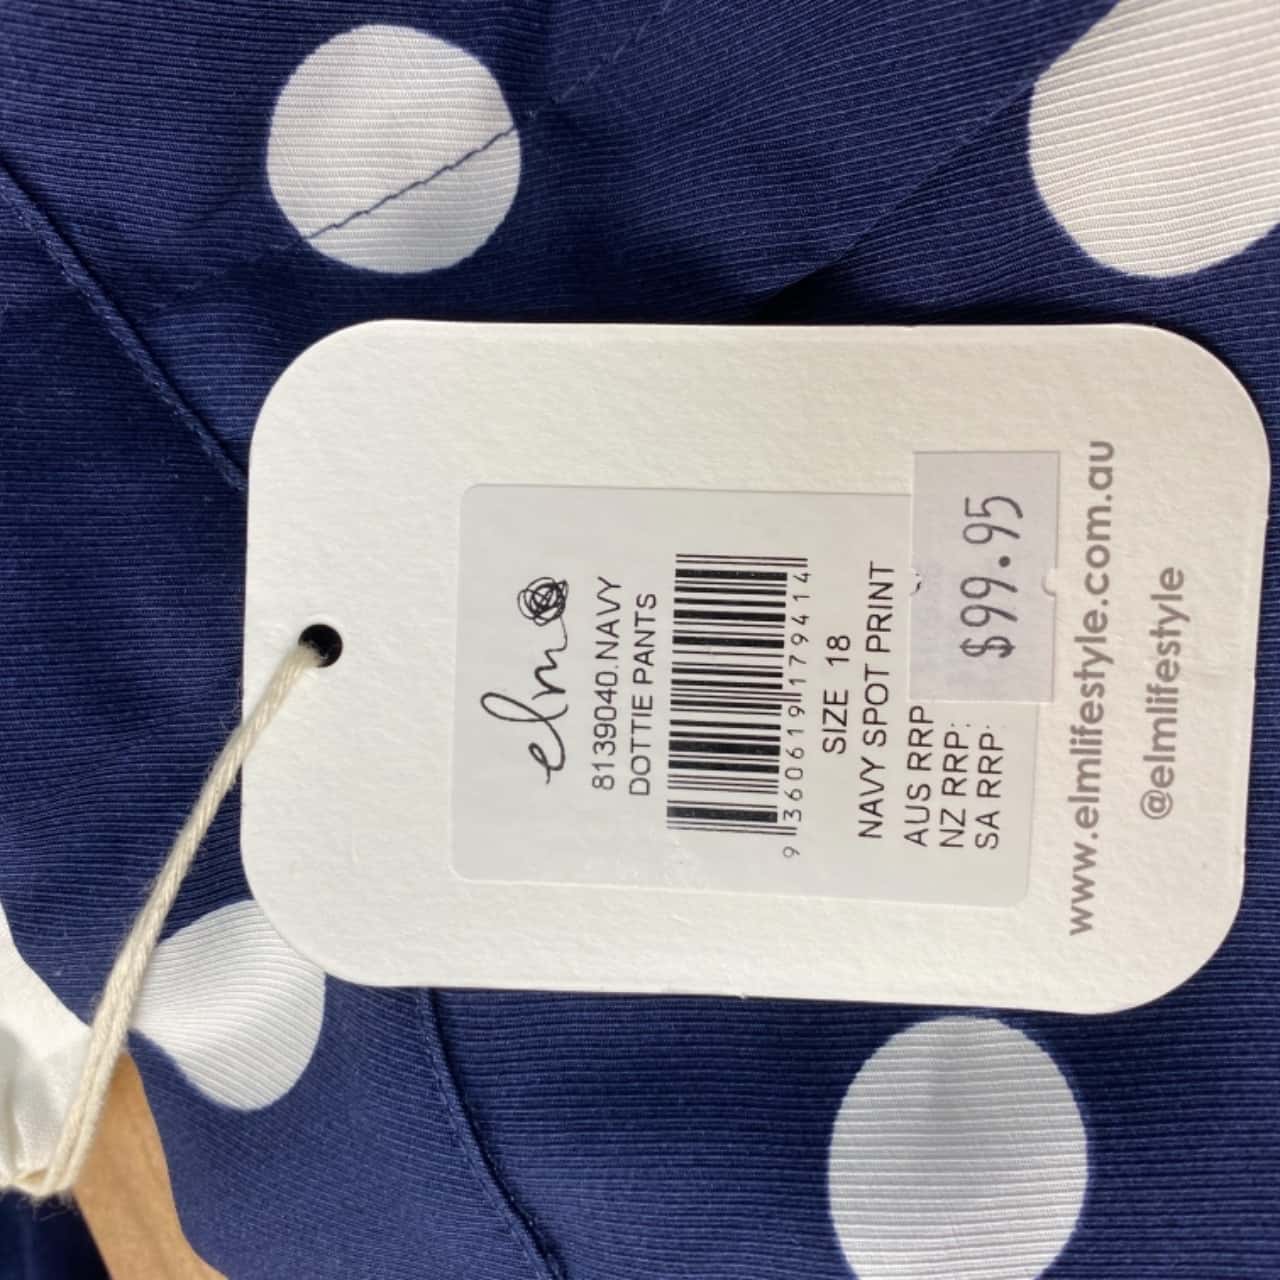 elm
8139040.NAVY
DOTTIE PANTS
9 360619 179414
SIZE 18
NAVY SPOT PRINT
AUS RRP
NZ RRP:
SA RRP:
$99.95
www.elmlifestyle.com.au
@elmlifestyle